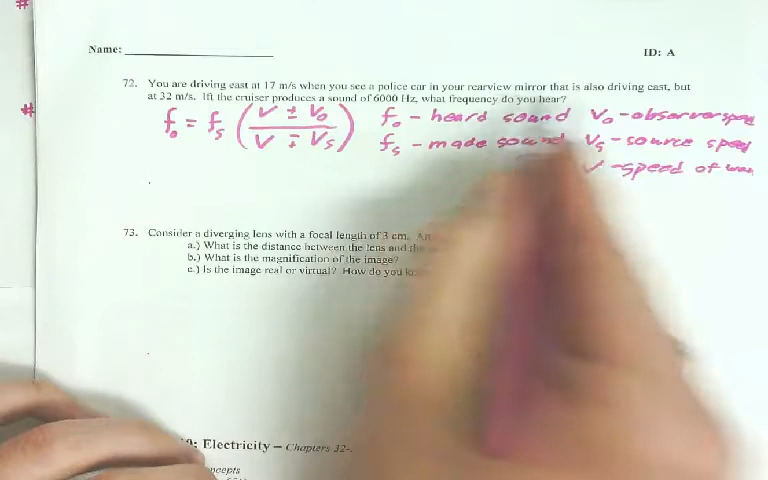 #
Name:
ID: A
72. You are driving east at 17 m/s when you see a police car in your rearview mirror that is also driving east, but
at 32 m/s. Ift the cruiser produces a sound of 6000 Hz, what frequency do you hear?
#
f₀ = fₛ ( V ± V₀ / V ∓ Vₛ )
f₀ - heard sound V₀ - observer speed
fₛ - made sound Vₛ - source speed
V - speed of
73. Consider a diverging lens with a focal length of 3 cm. An
a.) What is the distance between the lens and the
b.) What is the magnification of the image?
c.) Is the image real or virtual? How do you
: Electricity – Chapters 32-